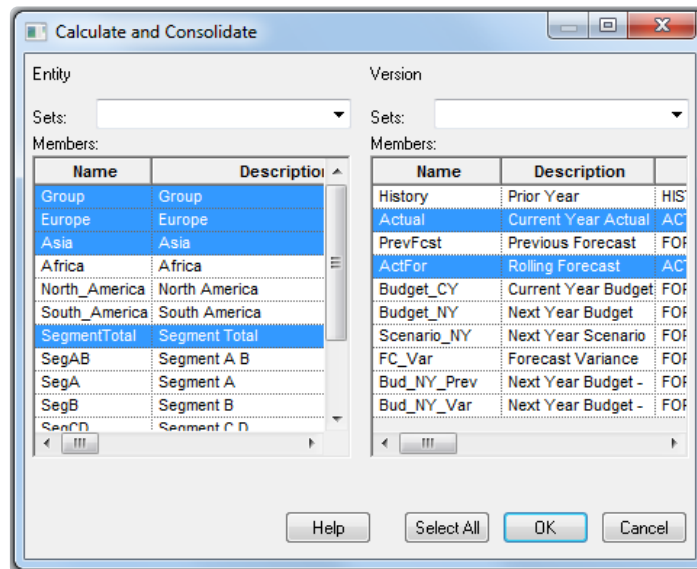 Calculate and Consolidate
Entity
Sets:
Members:
Name Description
Group Group
Europe Europe
Asia Asia
Africa Africa
North_America North America
South_America South America
SegmentTotal Segment Total
SegAB Segment A B
SegA Segment A
SegB Segment B
SegCD Segment C D
Version
Sets:
Members:
Name Description
History Prior Year HIS
Actual Current Year Actual ACT
PrevFcst Previous Forecast FOR
ActFor Rolling Forecast ACT
Budget_CY Current Year Budget FOR
Budget_NY Next Year Budget FOR
Scenario_NY Next Year Scenario FOR
FC_Var Forecast Variance FOR
Bud_NY_Prev Next Year Budget - FOR
Bud_NY_Var Next Year Budget - FOR
Help Select All OK Cancel